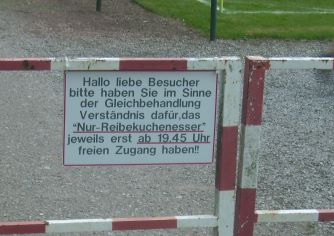 Hallo liebe Besucher
bitte haben Sie im Sinne
der Gleichbehandlung
Verständnis dafür,das
"Nur-Reibekuchenesser"
jeweils erst ab 19.45 Uhr
freien Zugang haben!!